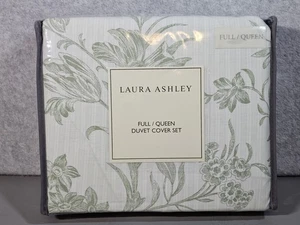 FULL / QUEEN
LAURA ASHLEY
FULL / QUEEN
DUVET COVER SET